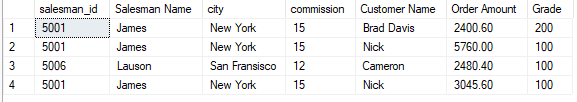 salesman_id Salesman Name city commission Customer Name Order Amount Grade
1 5001 James New York 15 Brad Davis 2400.60 200
2 5001 James New York 15 Nick 5760.00 100
3 5006 Lauson San Fransisco 12 Cameron 2480.40 100
4 5001 James New York 15 Nick 3045.60 100